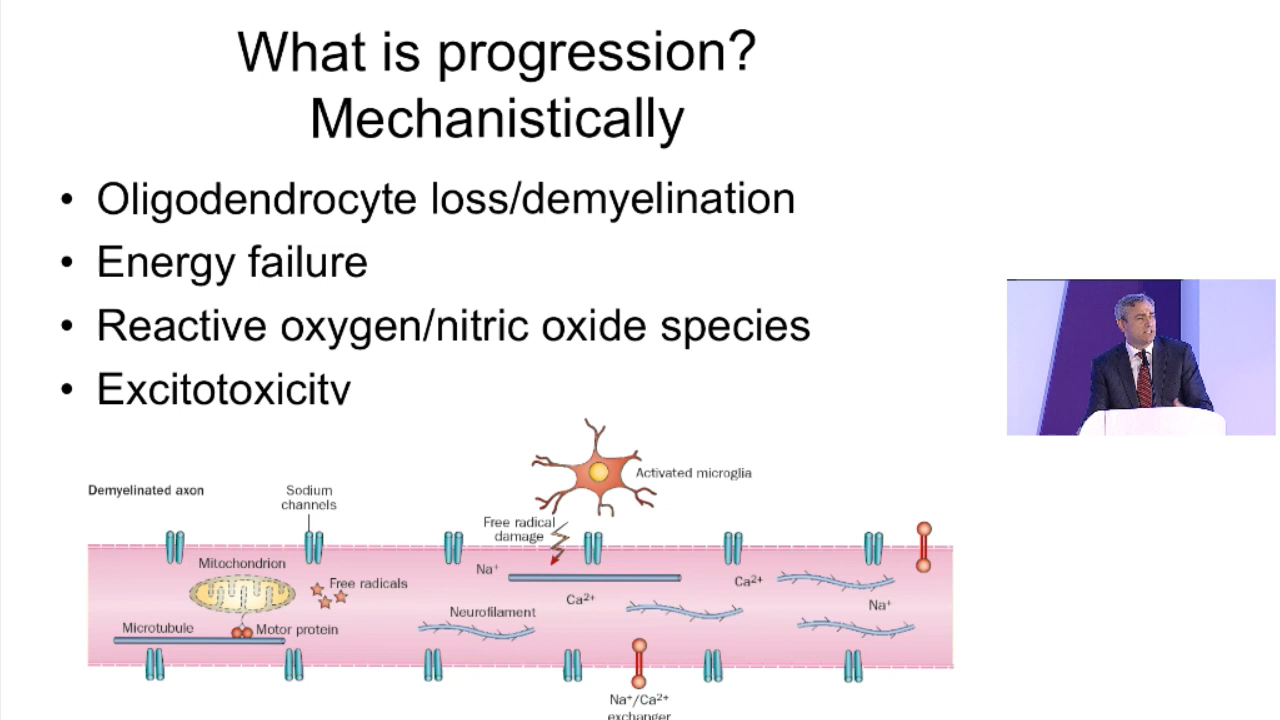 What is progression?
Mechanistically
• Oligodendrocyte loss/demyelination
• Energy failure
• Reactive oxygen/nitric oxide species
• Excitotoxicity
Activated microglia
Demyelinated axon
Sodium
channels
Free radical
damage
Mitochondrion
Na⁺
Free radicals
Ca²⁺
Ca²⁺
Na⁺
Neurofilament
Microtubule
Motor protein
Na⁺/Ca²⁺
exchanger